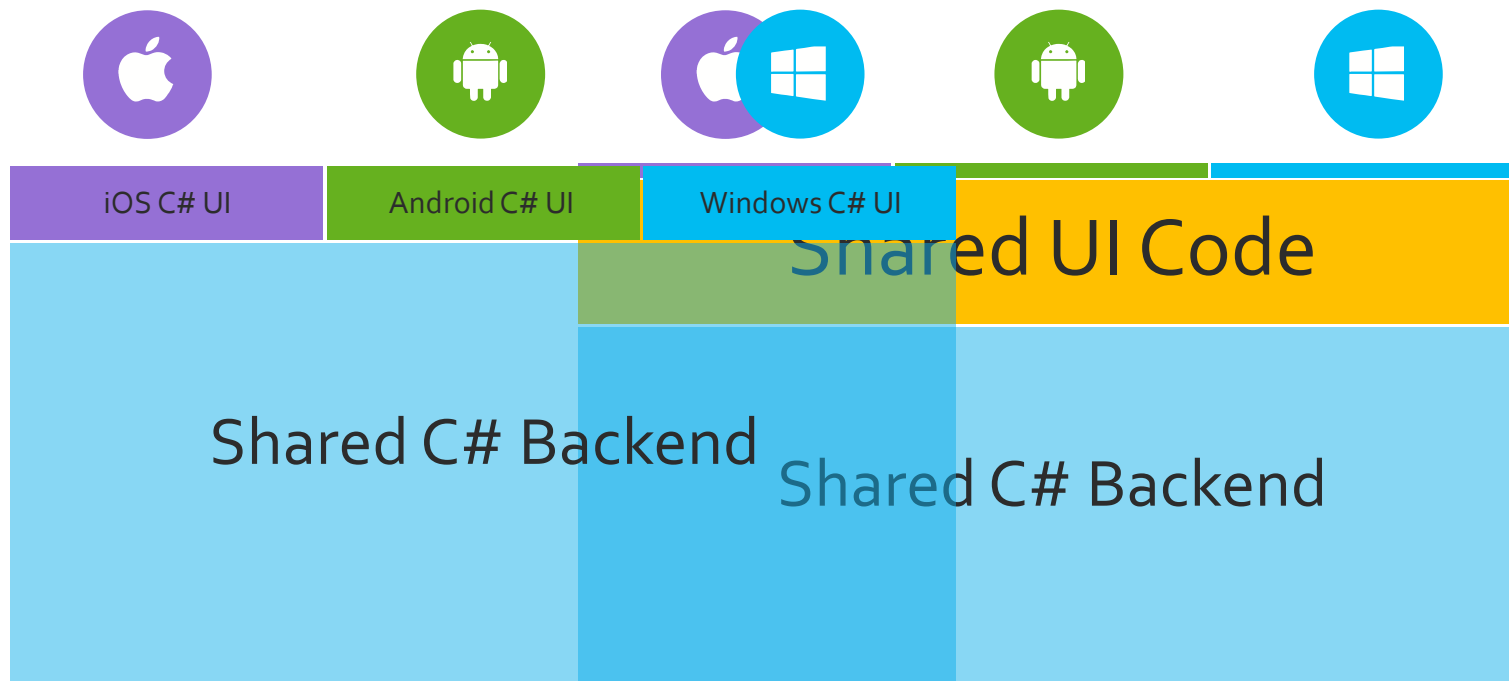 iOS C# UI
Android C# UI
Windows C# UI
Shared UI Code
Shared C# Backend
Shared C# Backend